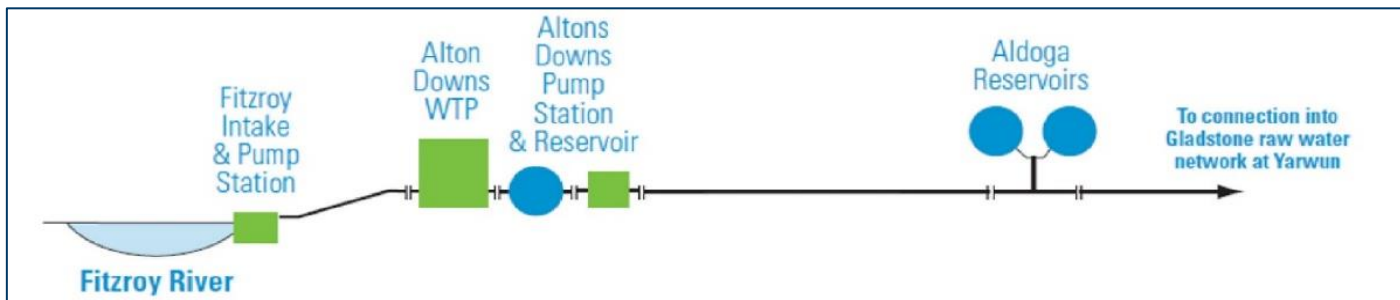 Fitzroy
Intake
& Pump
Station
Alton
Downs
WTP
Altons
Downs
Pump
Station
& Reservoir
Aldoga
Reservoirs
To connection into
Gladstone raw water
network at Yarwun
Fitzroy River